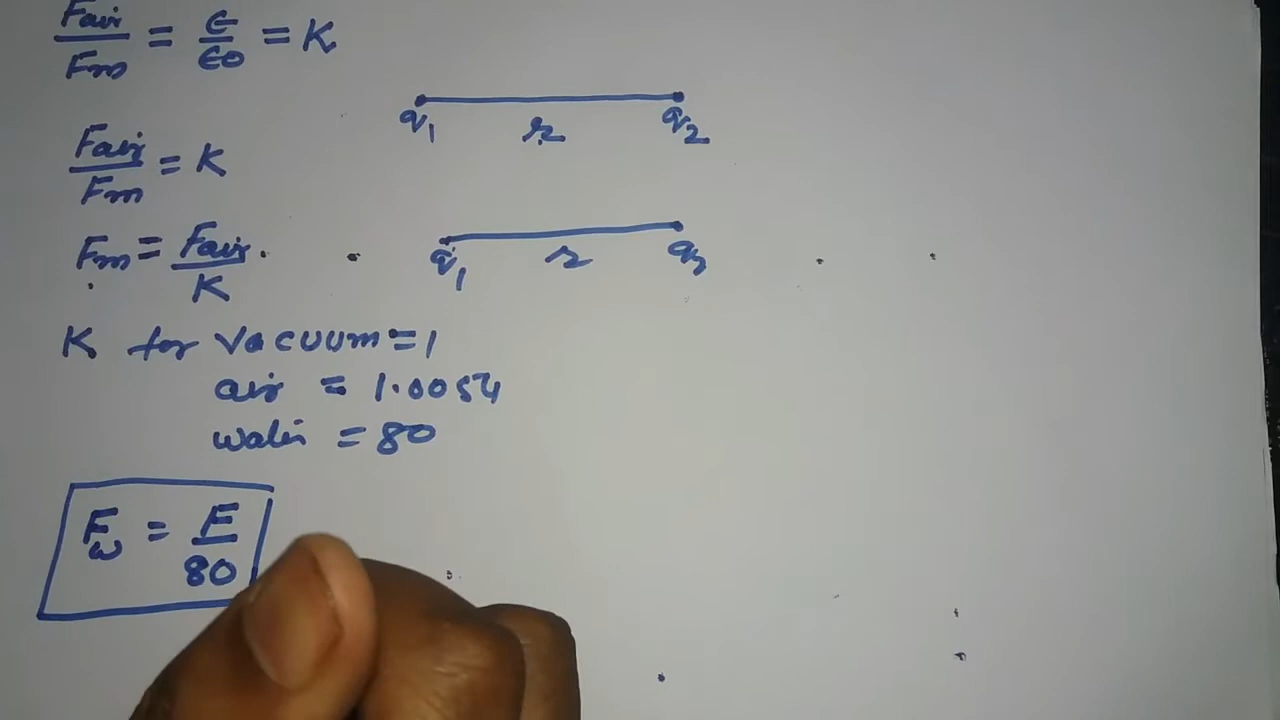 Fair/Fm = ϵ/ϵ0 = K
q1 r q2
Fair/Fm = K
Fm = Fair/K
q1 r q2
K for vacuum = 1
air = 1.0054
water = 80
Fw = F/80